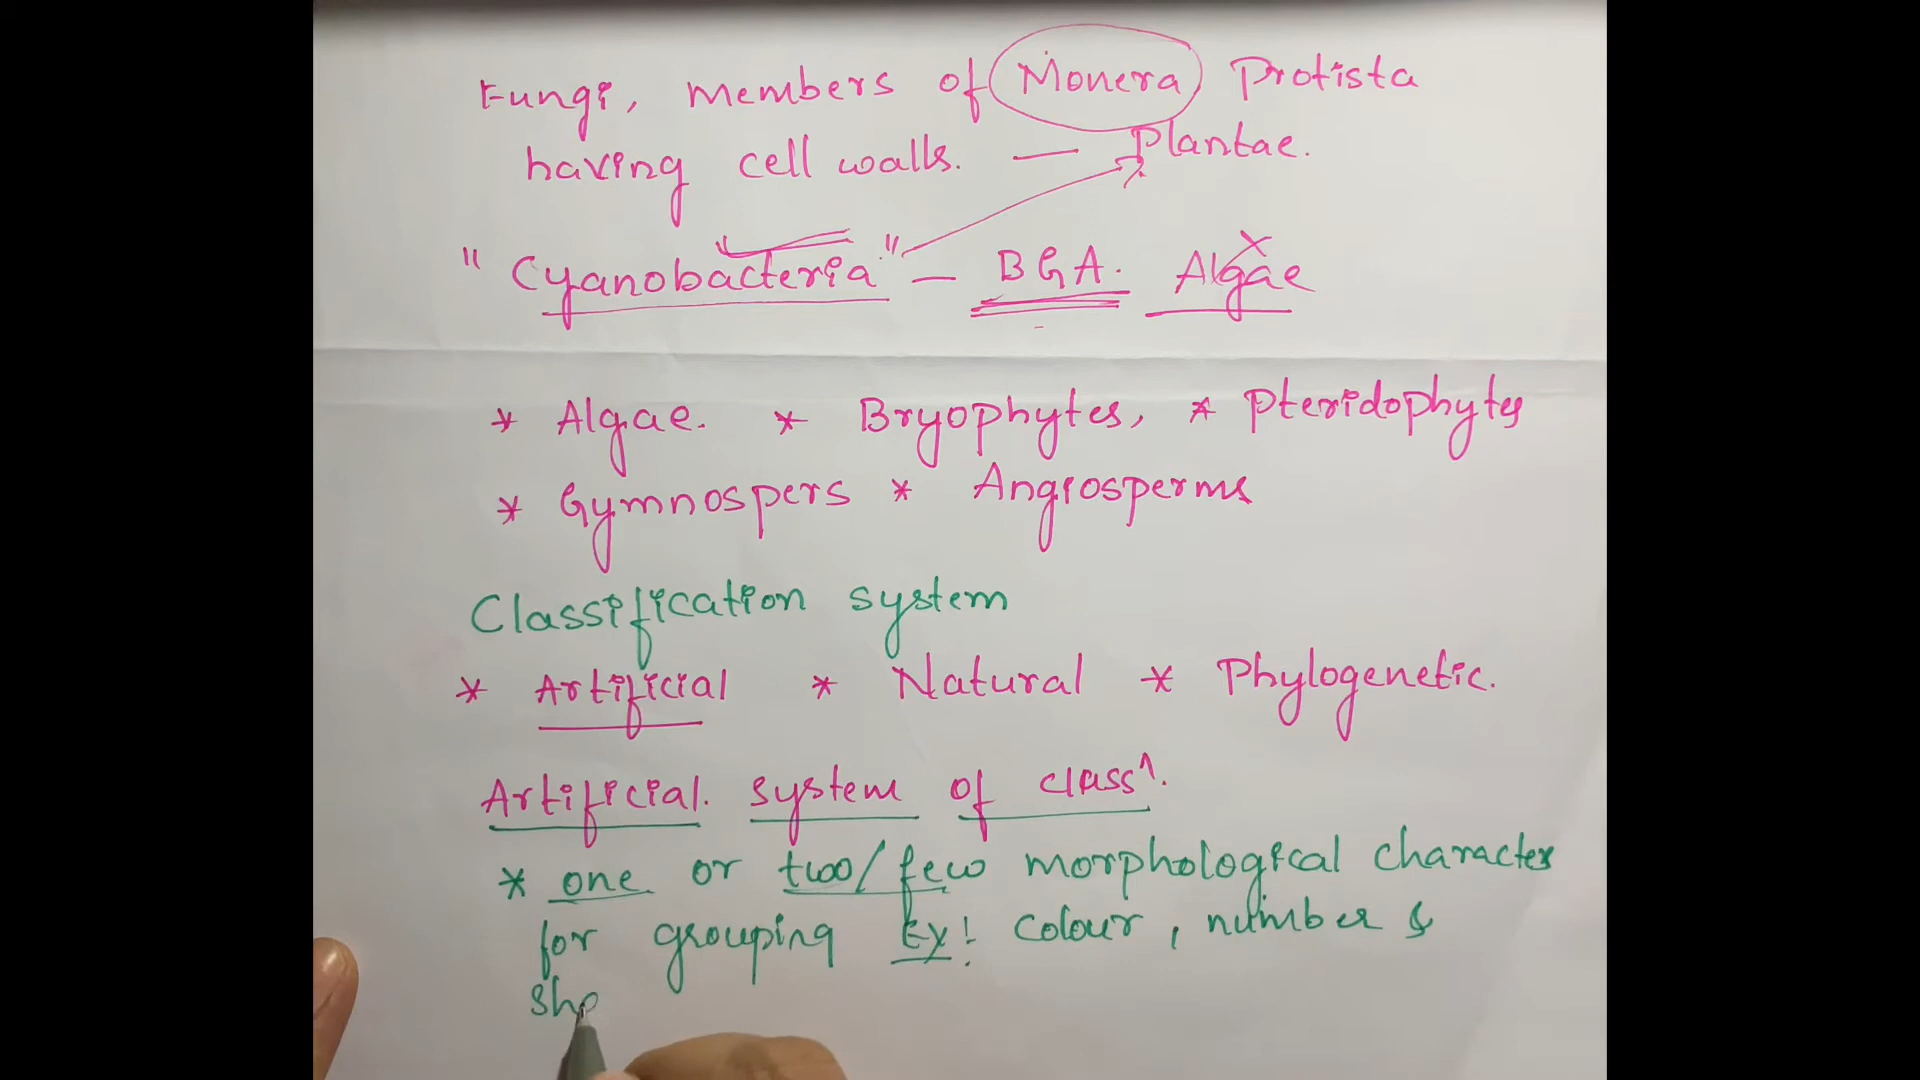 Fungi, members of Monera Protista
having cell walls. — Plantae.
"Cyanobacteria" — BGA. Algae
* Algae. * Bryophytes, * Pteridophytes
* Gymnospers * Angiosperms
Classification system
* Artificial * Natural * Phylogenetic.
Artificial. system of class^n.
* one or two/few morphological character
for grouping Ex: colour, number &
sha